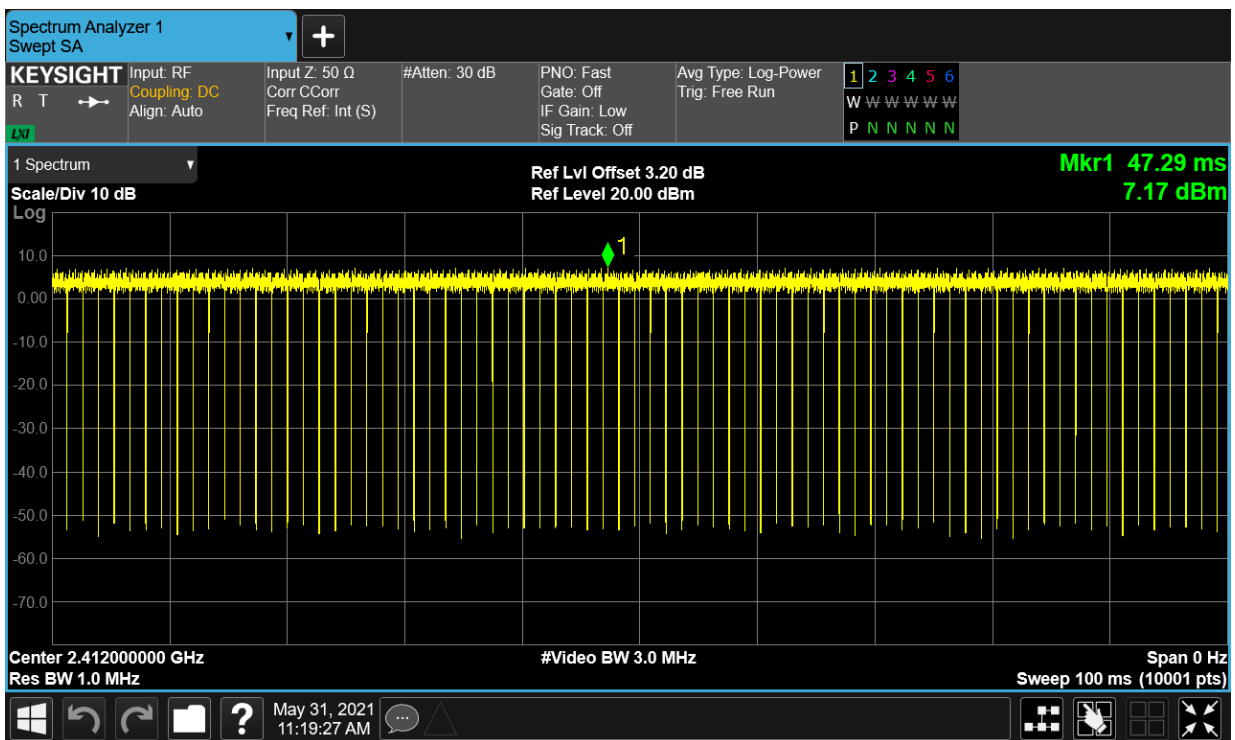 Spectrum Analyzer 1
Swept SA
KEYSIGHT
R T
LXI
Input: RF
Coupling: DC
Align: Auto
Input Z: 50 Ω
Corr CCorr
Freq Ref: Int (S)
#Atten: 30 dB
PNO: Fast
Gate: Off
IF Gain: Low
Sig Track: Off
Avg Type: Log-Power
Trig: Free Run
1 2 3 4 5 6
W W W W W W
P N N N N N
1 Spectrum
Scale/Div 10 dB
Ref Lvl Offset 3.20 dB
Ref Level 20.00 dBm
Mkr1 47.29 ms
7.17 dBm
Log
1
10.0
0.00
-10.0
-20.0
-30.0
-40.0
-50.0
-60.0
-70.0
Center 2.412000000 GHz
Res BW 1.0 MHz
#Video BW 3.0 MHz
Span 0 Hz
Sweep 100 ms (10001 pts)
?
May 31, 2021
11:19:27 AM